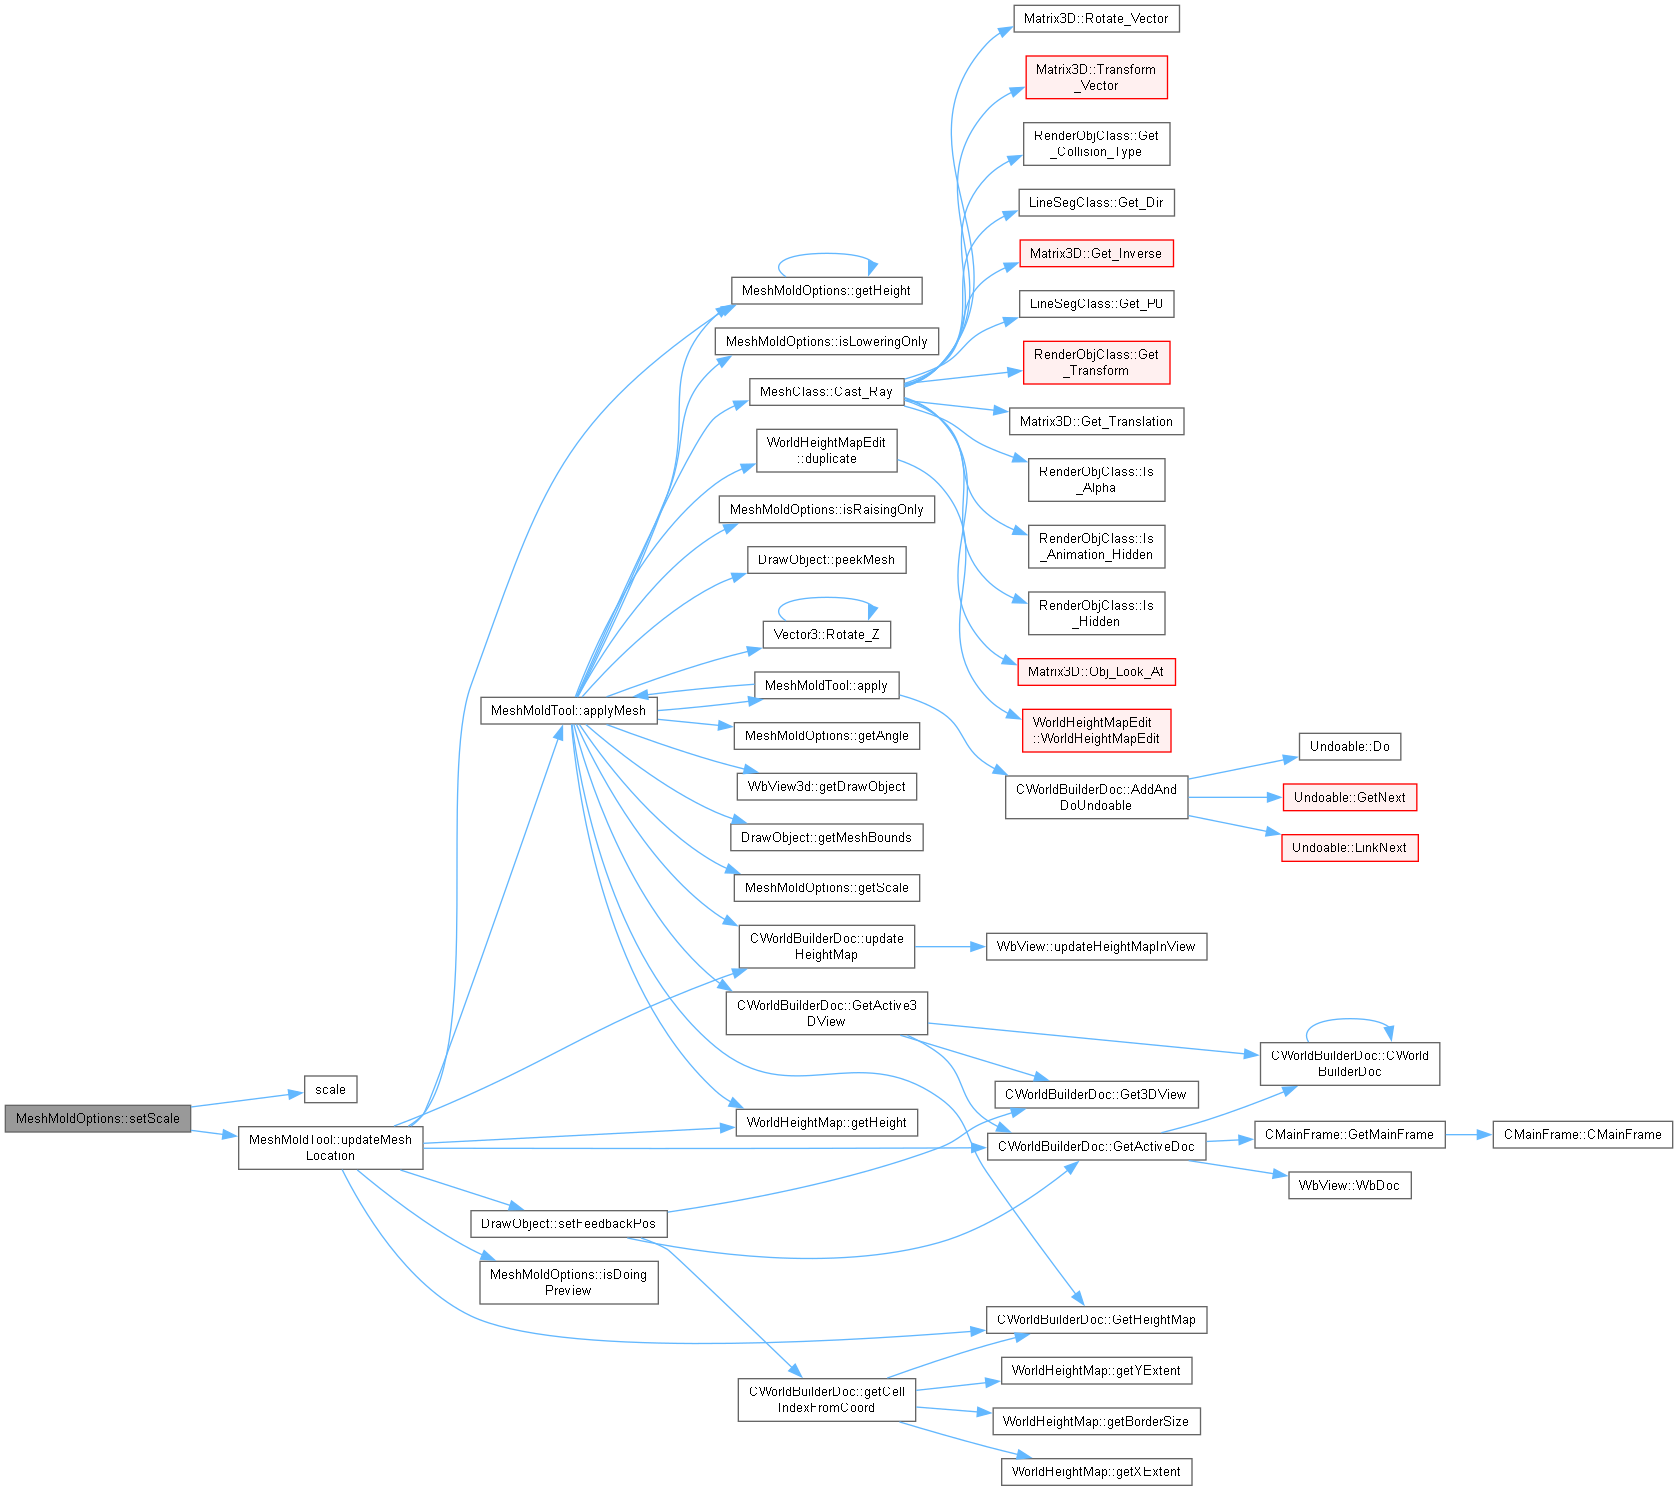 Matrix3D::Rotate_Vector
Matrix3D::Transform
_Vector
RenderObjClass::Get
_Collision_Type
LineSegClass::Get_Dir
Matrix3D::Get_Inverse
MeshMoldOptions::getHeight
LineSegClass::Get_P0
MeshMoldOptions::isLoweringOnly
RenderObjClass::Get
_Transform
MeshClass::Cast_Ray
Matrix3D::Get_Translation
WorldHeightMapEdit
::duplicate
RenderObjClass::Is
_Alpha
MeshMoldOptions::isRaisingOnly
RenderObjClass::Is
_Animation_Hidden
DrawObject::peekMesh
RenderObjClass::Is
_Hidden
Vector3::Rotate_Z
Matrix3D::Obj_Look_At
MeshMoldTool::apply
MeshMoldTool::applyMesh
WorldHeightMapEdit
::WorldHeightMapEdit
MeshMoldOptions::getAngle
Undoable::Do
WbView3d::getDrawObject
CWorldBuilderDoc::AddAnd
DoUndoable
Undoable::GetNext
DrawObject::getMeshBounds
Undoable::LinkNext
MeshMoldOptions::getScale
CWorldBuilderDoc::update
HeightMap
WbView::updateHeightMapInView
CWorldBuilderDoc::GetActive3
DView
CWorldBuilderDoc::CWorld
BuilderDoc
scale
CWorldBuilderDoc::Get3DView
MeshMoldOptions::setScale
WorldHeightMap::getHeight
MeshMoldTool::updateMesh
Location
CWorldBuilderDoc::GetActiveDoc
CMainFrame::GetMainFrame
CMainFrame::CMainFrame
WbView::WbDoc
DrawObject::setFeedbackPos
MeshMoldOptions::isDoing
Preview
CWorldBuilderDoc::GetHeightMap
WorldHeightMap::getYExtent
CWorldBuilderDoc::getCell
IndexFromCoord
WorldHeightMap::getBorderSize
WorldHeightMap::getXExtent